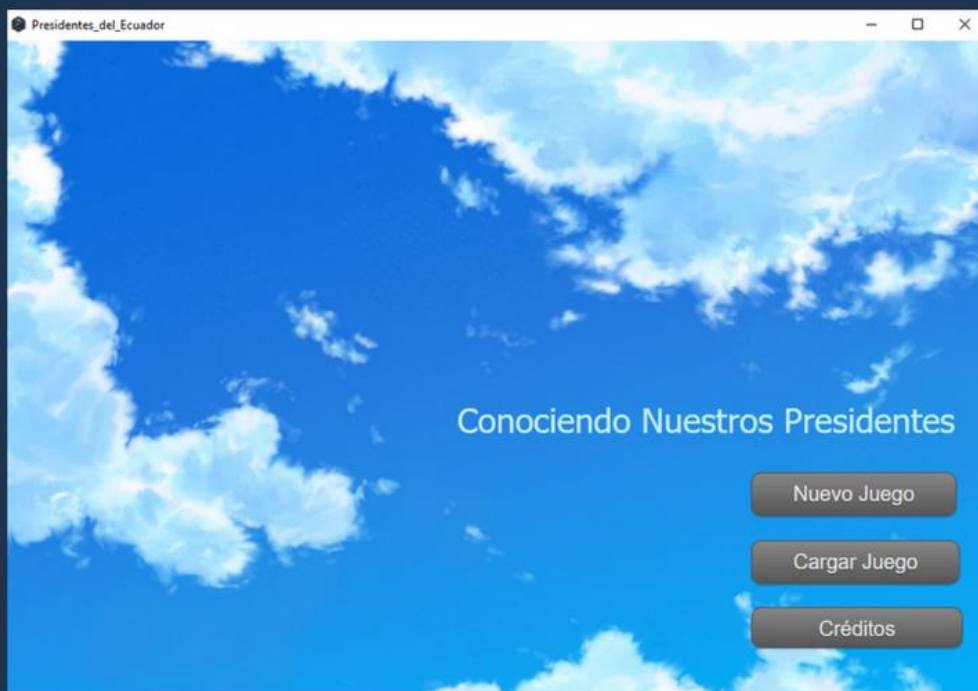 Presidentes_del_Ecuador
Conociendo Nuestros Presidentes
Nuevo Juego
Cargar Juego
Créditos